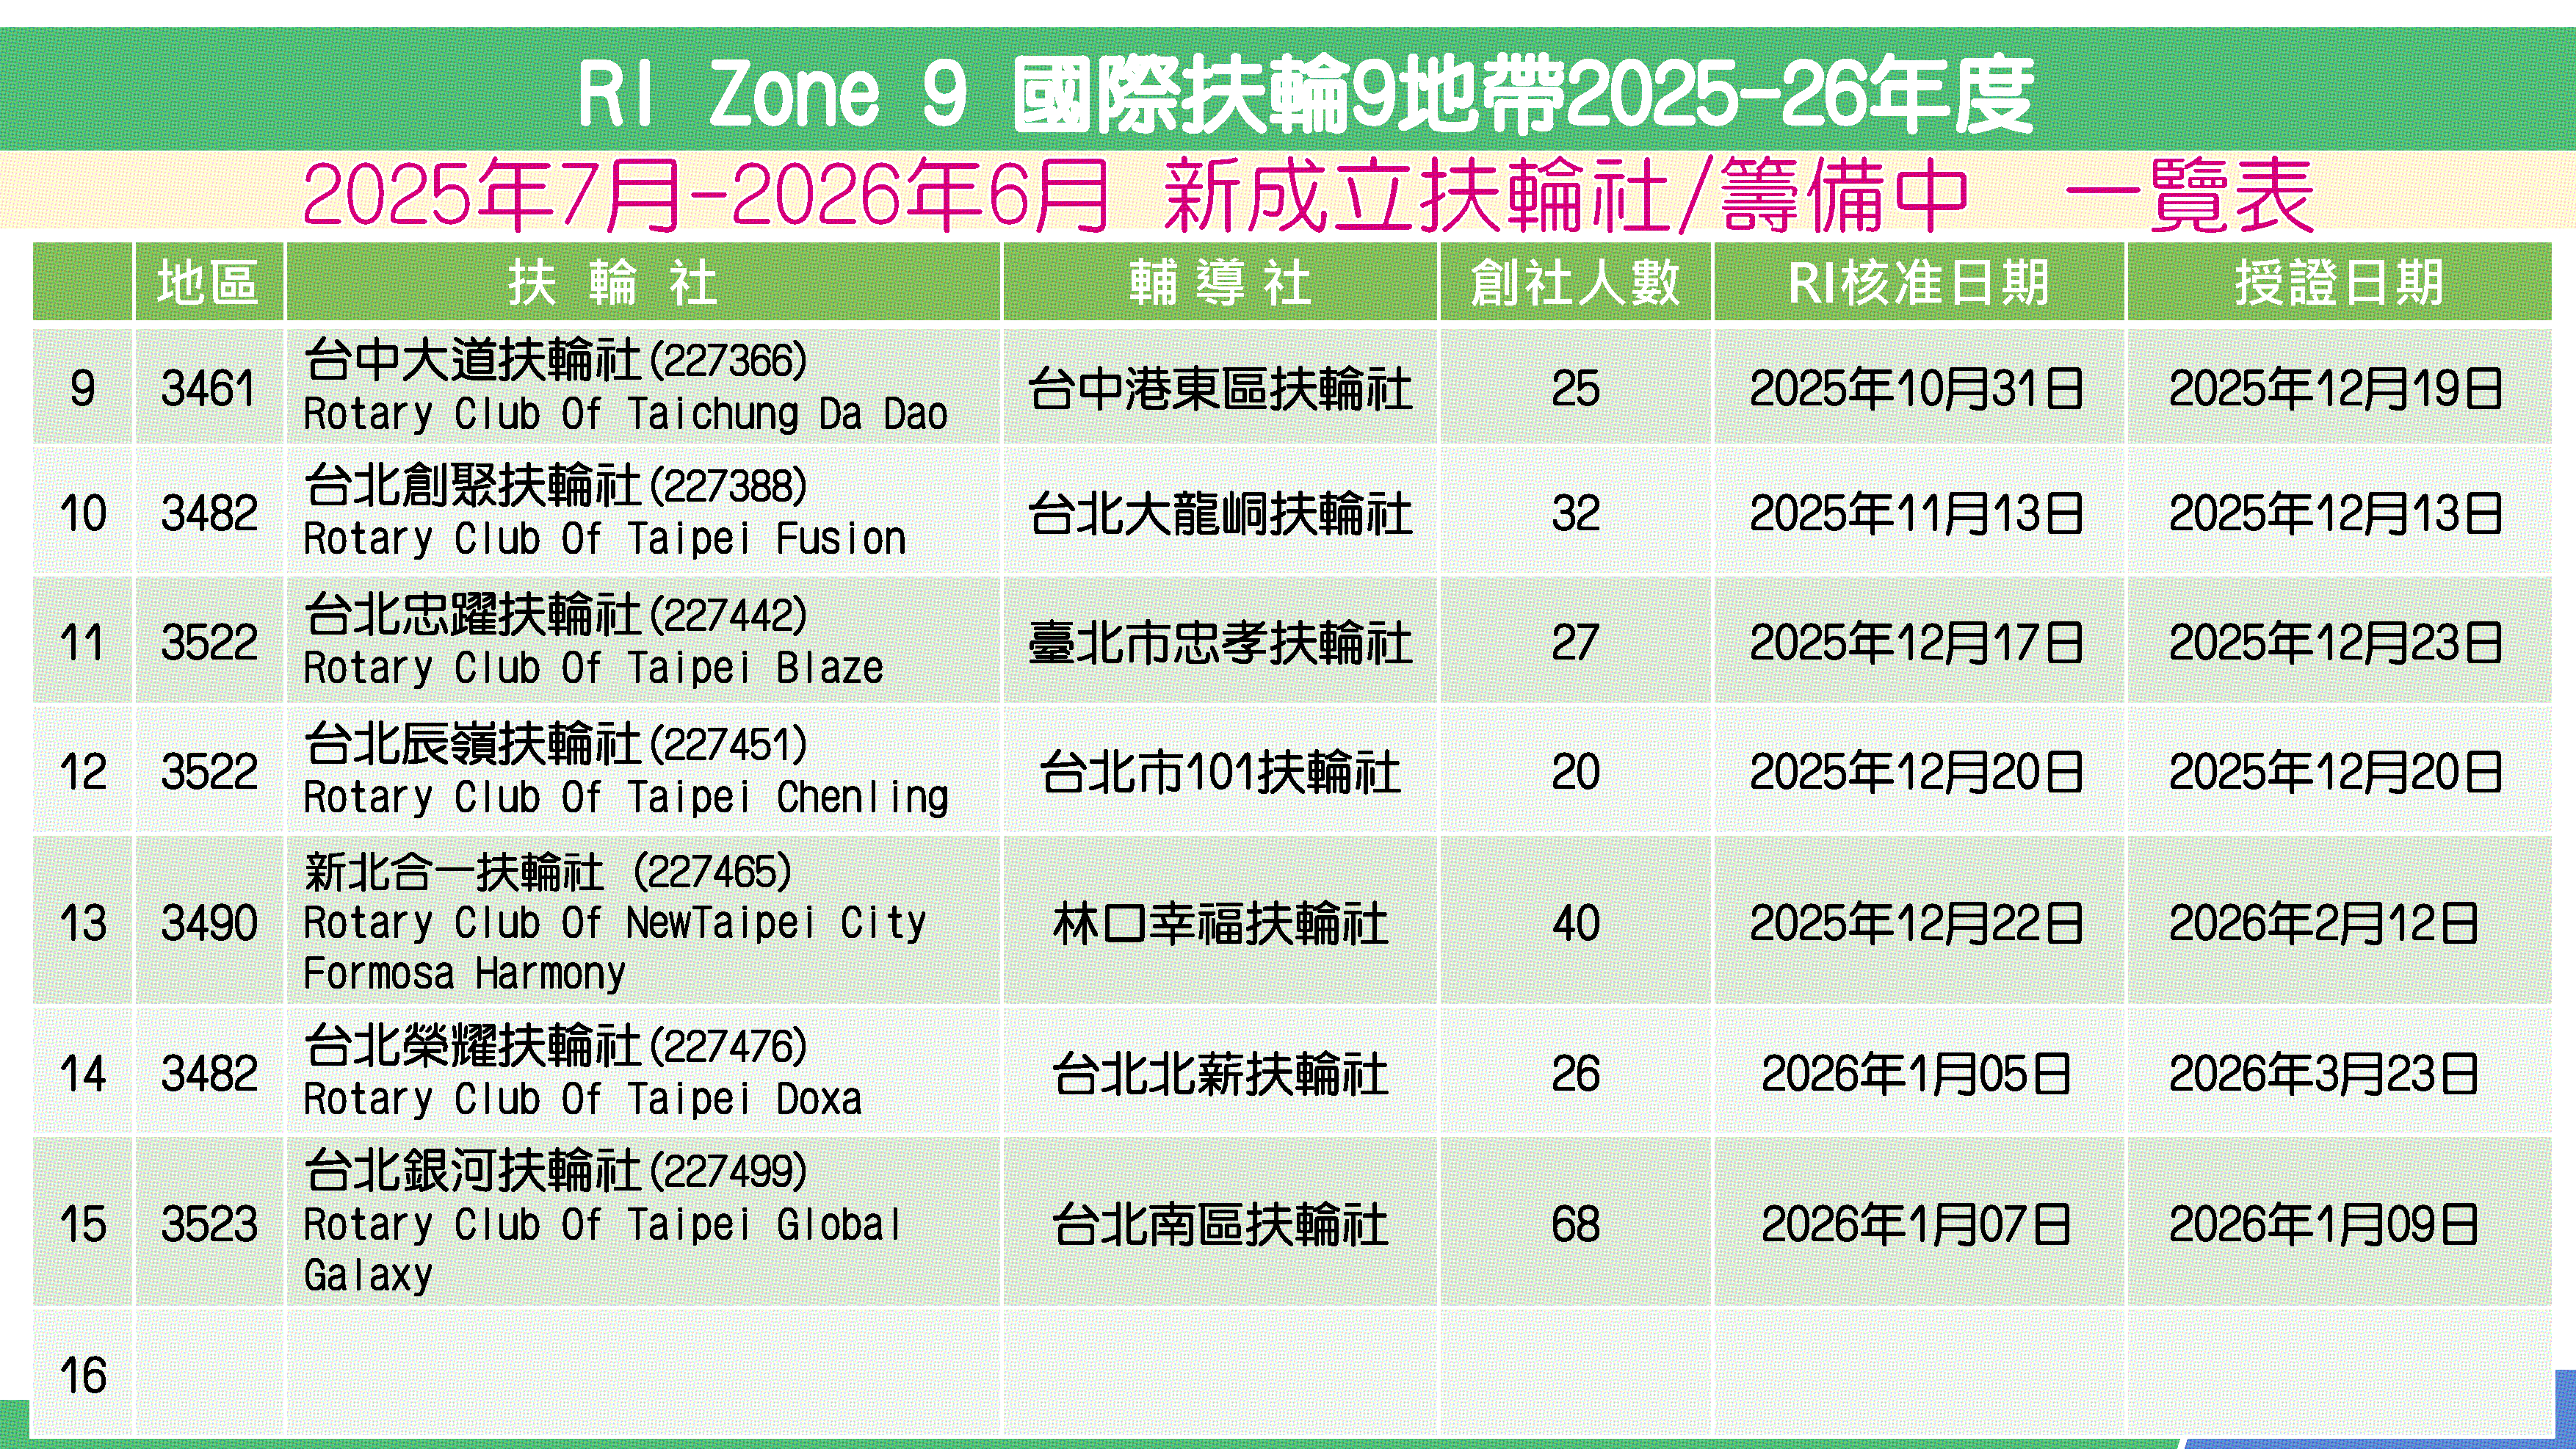 RI Zone 9 國際扶輪9地帶2025-26年度
2025年7月-2026年6月 新成立扶輪社/籌備中 一覽表
地區 扶 輪 社 輔 導 社 創社人數 RI核准日期 授證日期
9 3461 台中大道扶輪社(227366) Rotary Club Of Taichung Da Dao 台中港東區扶輪社 25 2025年10月31日 2025年12月19日
10 3482 台北創聚扶輪社(227388) Rotary Club Of Taipei Fusion 台北大龍峒扶輪社 32 2025年11月13日 2025年12月13日
11 3522 台北忠躍扶輪社(227442) Rotary Club Of Taipei Blaze 臺北市忠孝扶輪社 27 2025年12月17日 2025年12月23日
12 3522 台北辰嶺扶輪社(227451) Rotary Club Of Taipei Chenling 台北市101扶輪社 20 2025年12月20日 2025年12月20日
13 3490 新北合一扶輪社 (227465) Rotary Club Of NewTaipei City Formosa Harmony 林口幸福扶輪社 40 2025年12月22日 2026年2月12日
14 3482 台北榮耀扶輪社(227476) Rotary Club Of Taipei Doxa 台北北薪扶輪社 26 2026年1月05日 2026年3月23日
15 3523 台北銀河扶輪社(227499) Rotary Club Of Taipei Global Galaxy 台北南區扶輪社 68 2026年1月07日 2026年1月09日
16